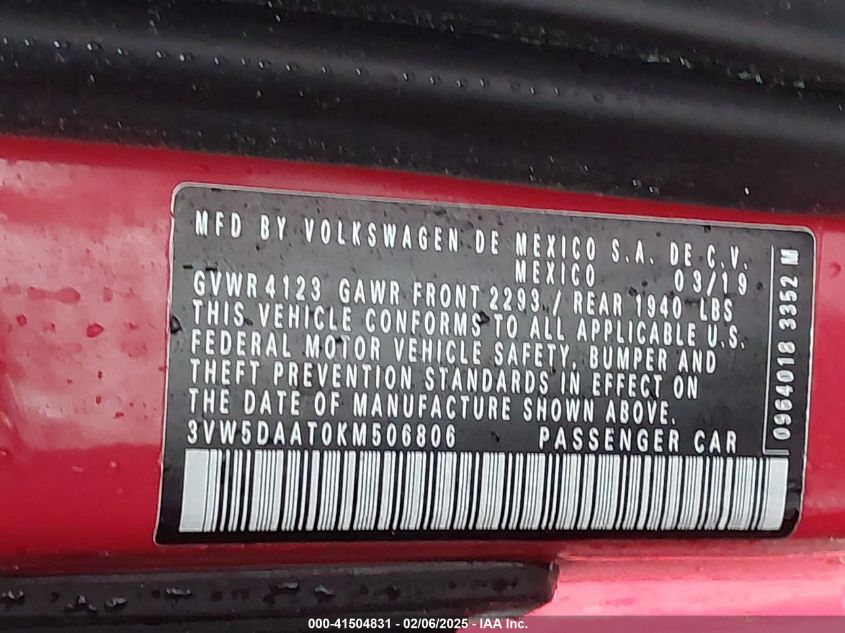 MFD BY VOLKSWAGEN DE MEXICO S.A. DE C.V.
MEXICO 03/19
GVWR 4123 GAWR FRONT 2293 / REAR 1940 LBS
THIS VEHICLE CONFORMS TO ALL APPLICABLE U.S.
FEDERAL MOTOR VEHICLE SAFETY, BUMPER AND
THEFT PREVENTION STANDARDS IN EFFECT ON
THE DATE OF MANUFACTURE SHOWN ABOVE.
3VW5DAAT0KM506806 PASSENGER CAR
0964018 3352 M
000-41504831 - 02/06/2025 - IAA Inc.